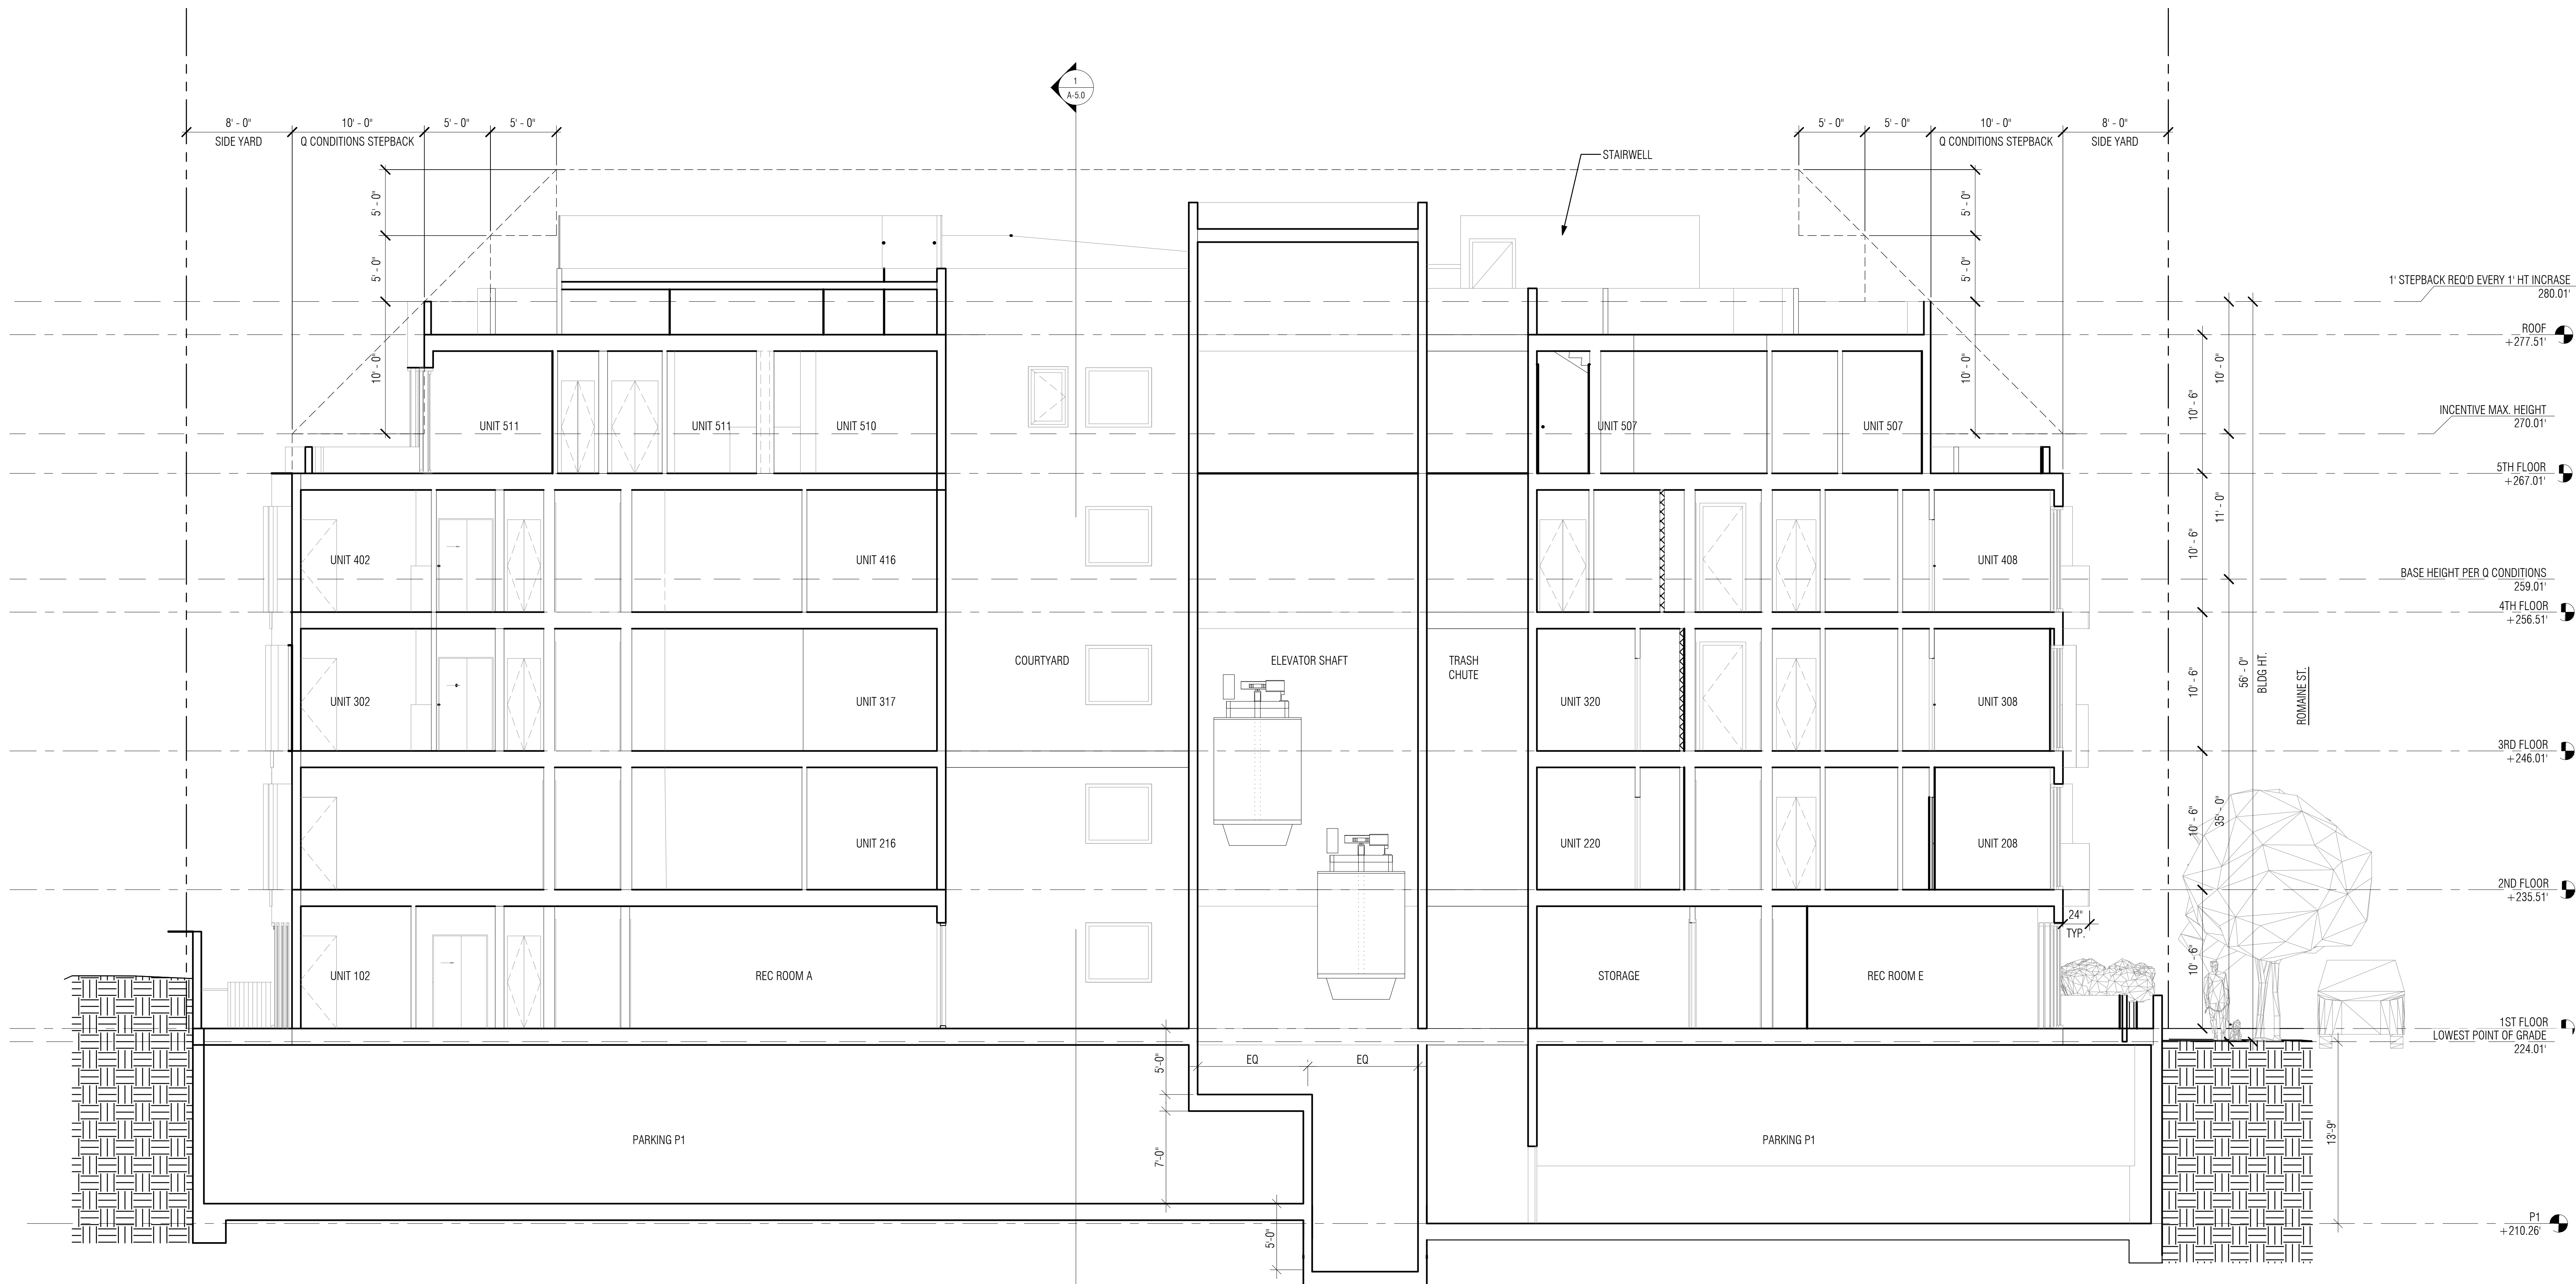 1
A-5.0
8' - 0"
10' - 0"
5' - 0"
5' - 0"
SIDE YARD
Q CONDITIONS STEPBACK
5' - 0"
5' - 0"
10' - 0"
8' - 0"
Q CONDITIONS STEPBACK
SIDE YARD
STAIRWELL
5' - 0"
5' - 0"
10' - 0"
5' - 0"
5' - 0"
10' - 0"
1' STEPBACK REQ'D EVERY 1' HT INCRASE
280.01'
ROOF
+277.51'
INCENTIVE MAX. HEIGHT
270.01'
5TH FLOOR
+267.01'
BASE HEIGHT PER Q CONDITIONS
259.01'
4TH FLOOR
+256.51'
3RD FLOOR
+246.01'
2ND FLOOR
+235.51'
1ST FLOOR
LOWEST POINT OF GRADE
224.01'
P1
+210.26'
10' - 6"
10' - 6"
10' - 6"
10' - 6"
10' - 6"
10' - 0"
11' - 0"
35' - 0"
56' - 0"
BLDG HT.
ROMAINE ST.
13'-9"
24"
TYP.
UNIT 511
UNIT 511
UNIT 510
UNIT 507
UNIT 507
UNIT 402
UNIT 416
UNIT 408
UNIT 302
UNIT 317
COURTYARD
ELEVATOR SHAFT
TRASH
CHUTE
UNIT 320
UNIT 308
UNIT 216
UNIT 220
UNIT 208
UNIT 102
REC ROOM A
STORAGE
REC ROOM E
EQ
EQ
5'-0"
7'-0"
5'-0"
PARKING P1
PARKING P1